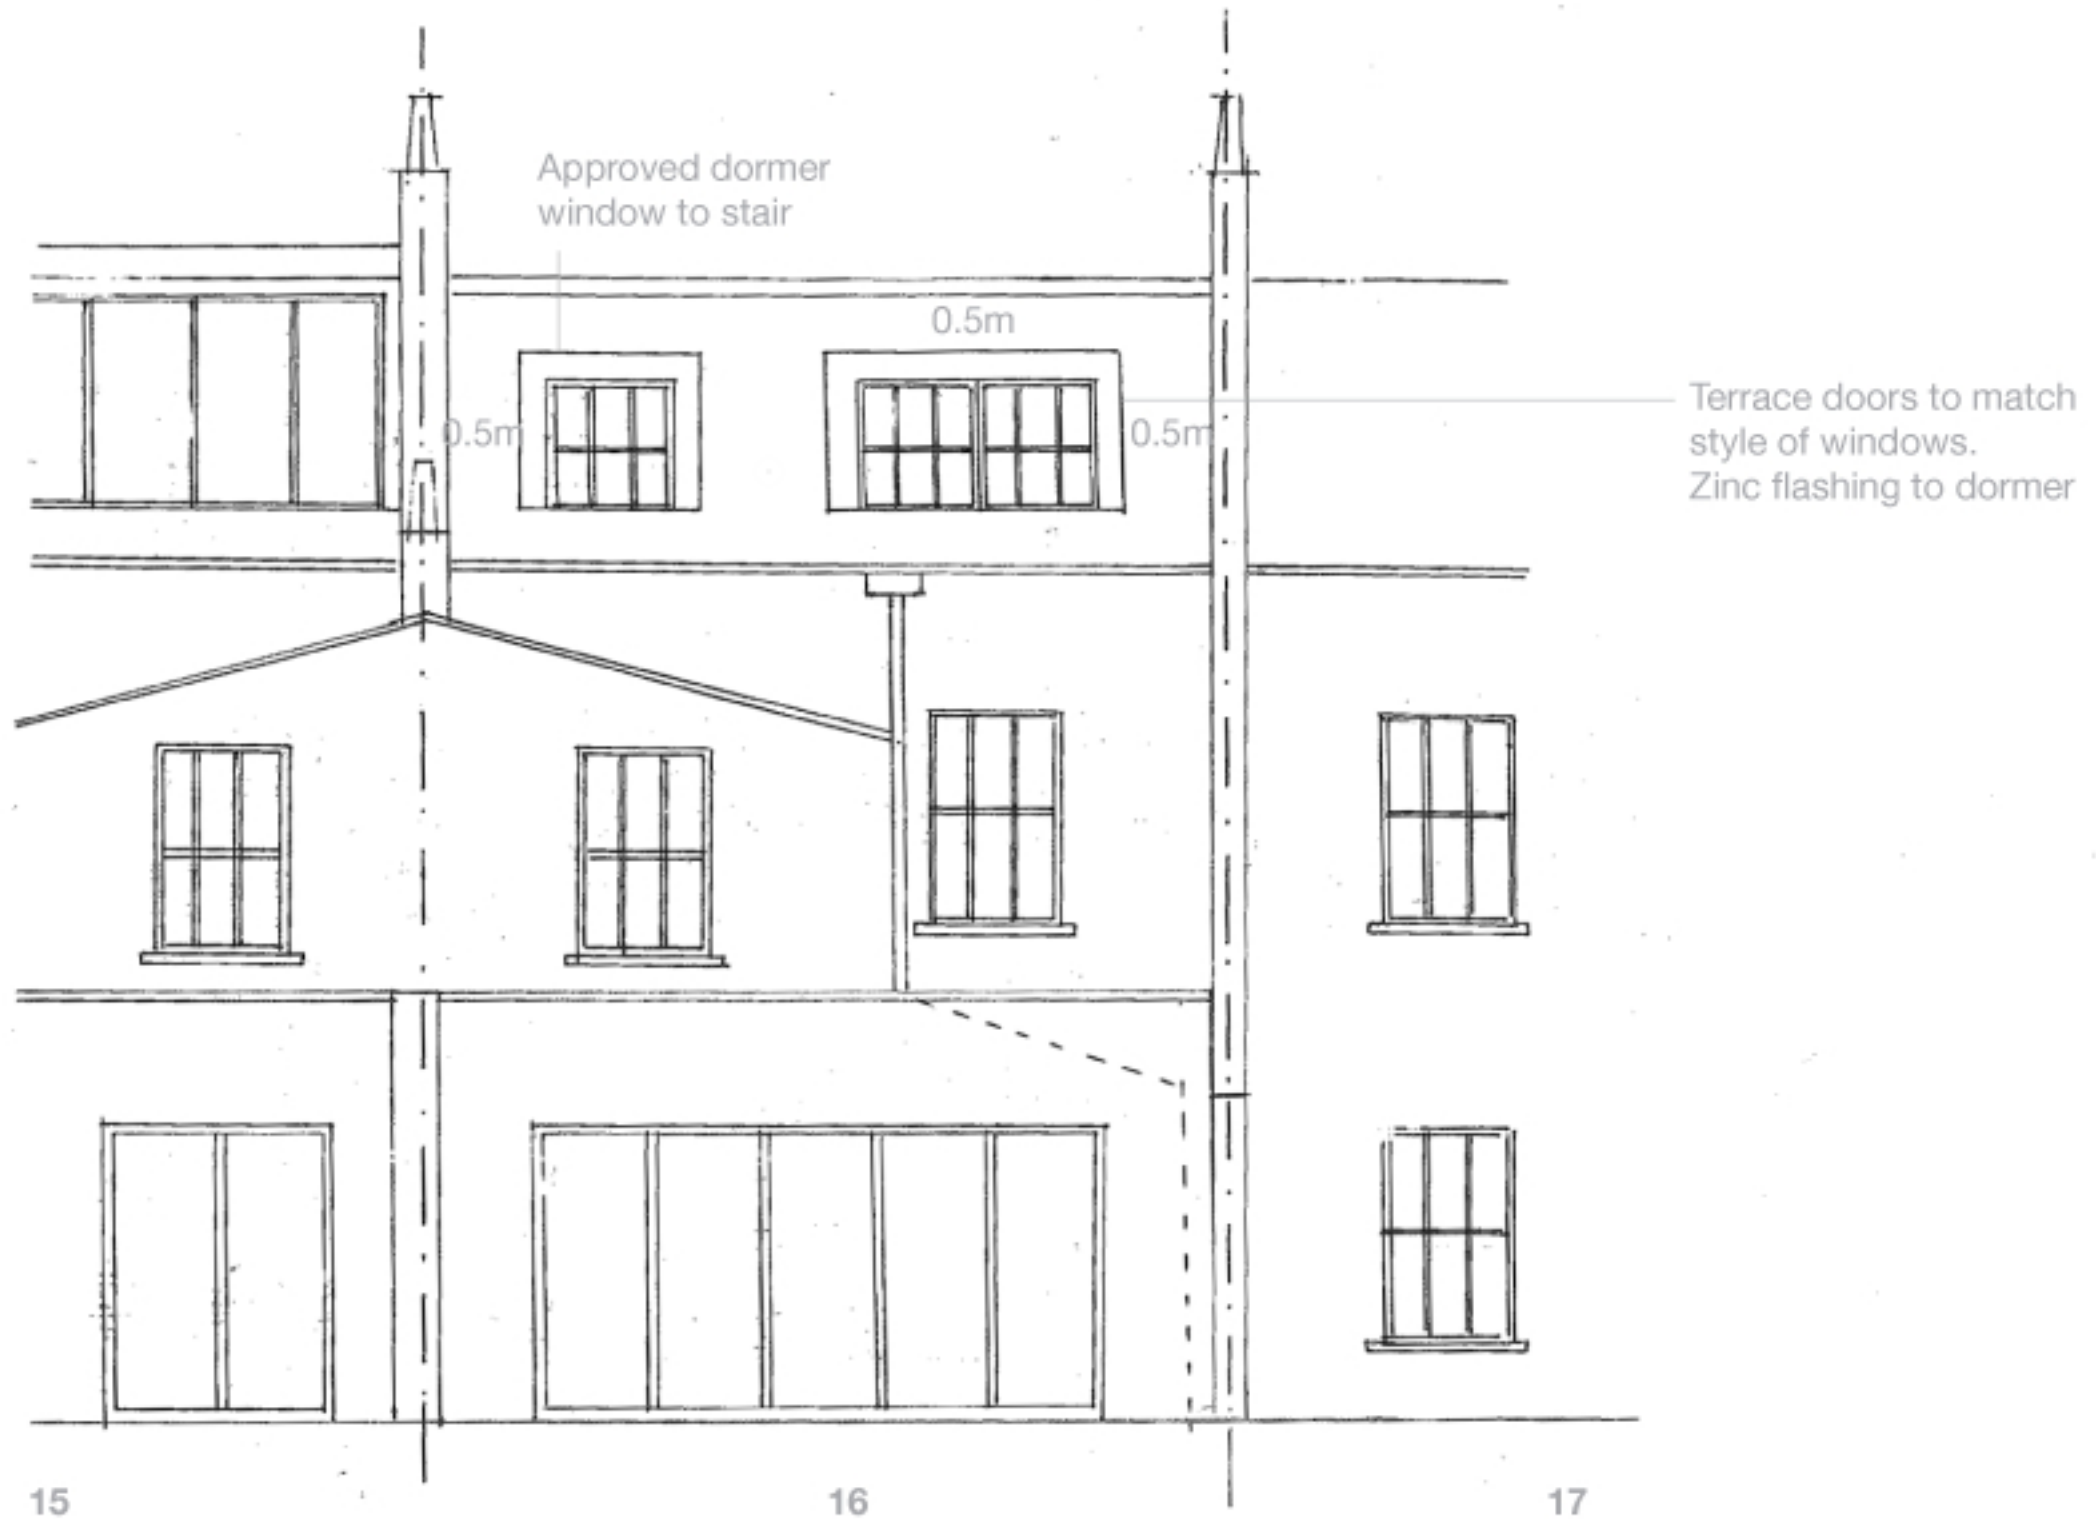 Approved dormer
window to stair
0.5m
0.5m
0.5m
Terrace doors to match
style of windows.
Zinc flashing to dormer
15
16
17